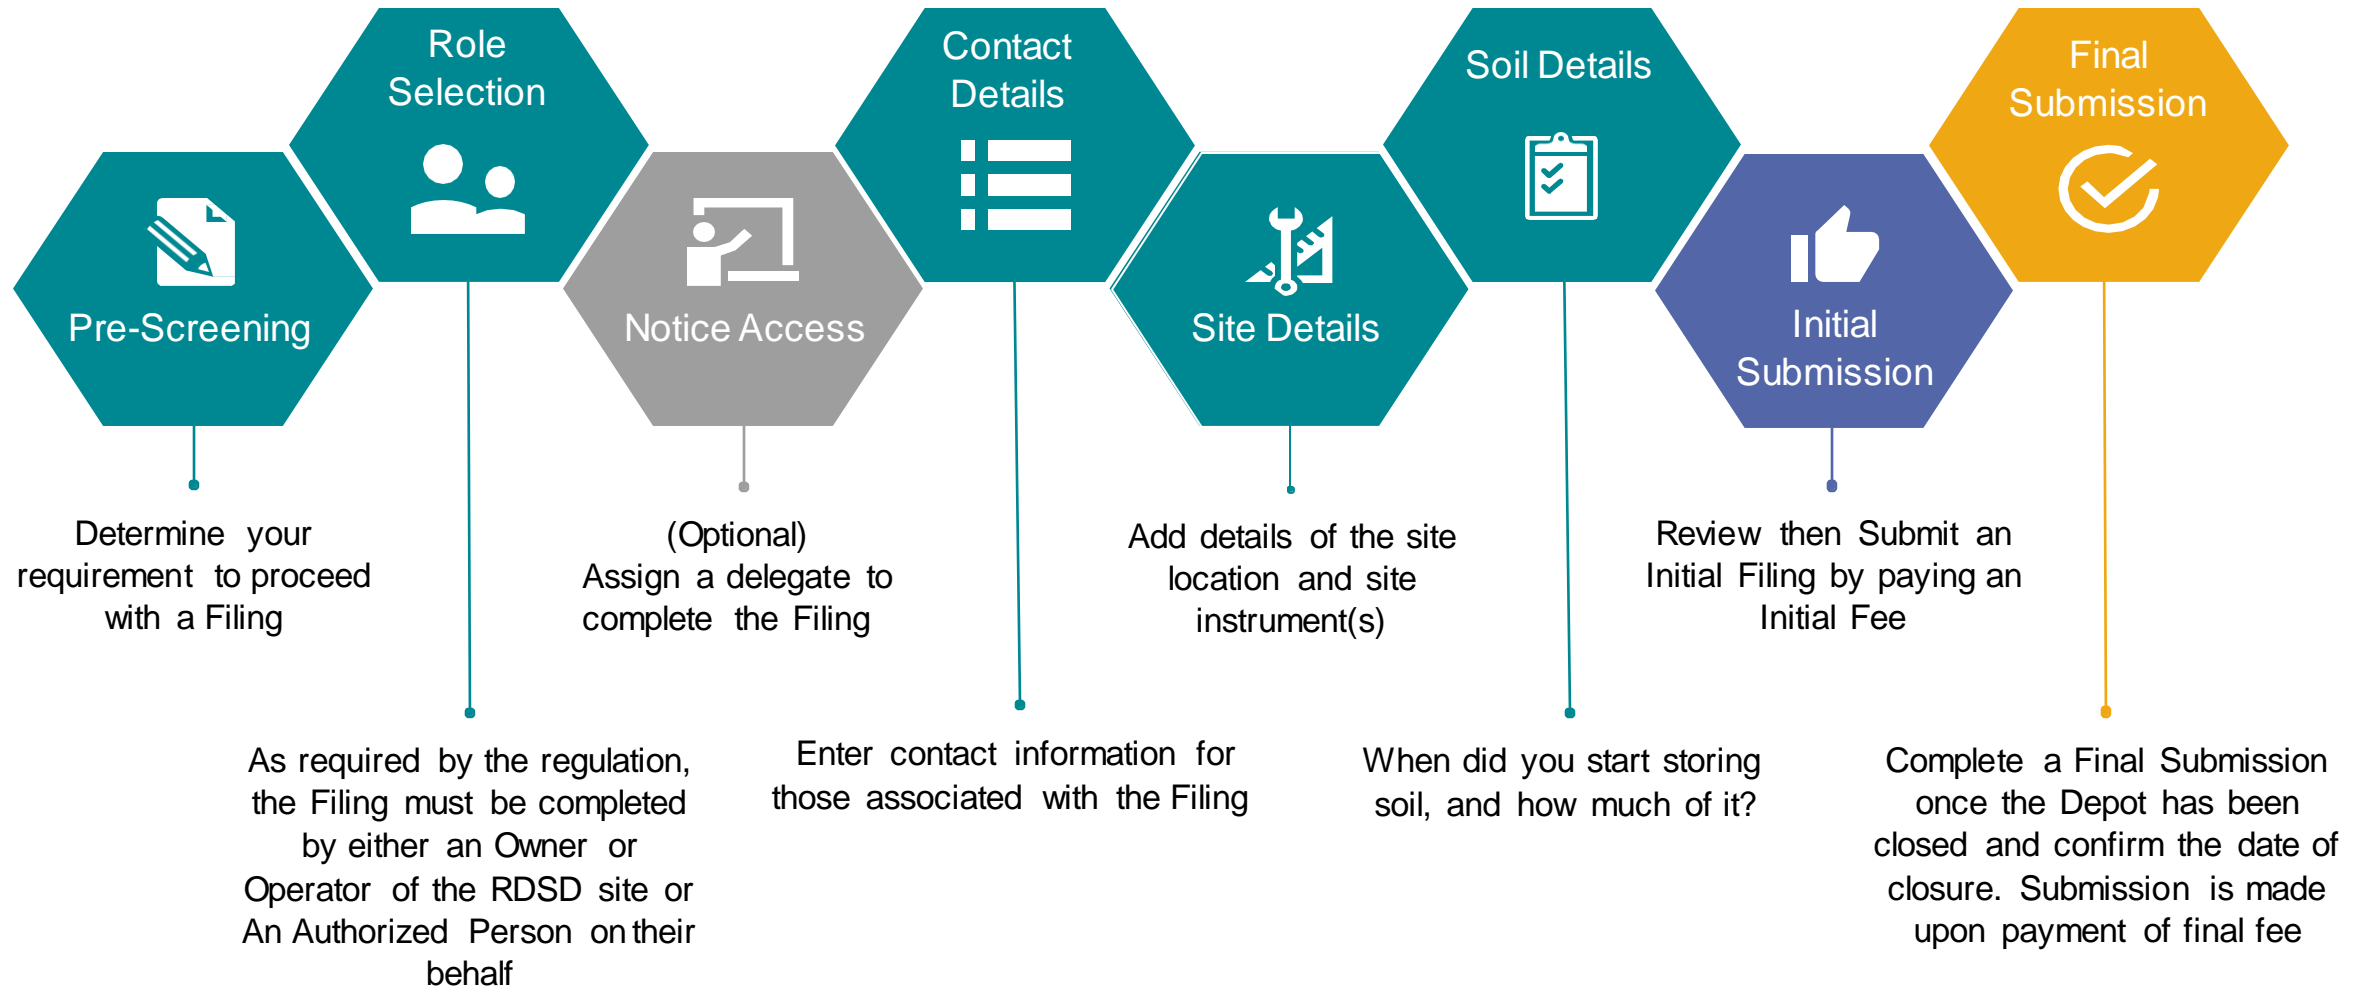 Pre-Screening
Determine your
requirement to proceed
with a Filing
Role
Selection
As required by the regulation,
the Filing must be completed
by either an Owner or
Operator of the RDSD site or
An Authorized Person on their
behalf
Notice Access
(Optional)
Assign a delegate to
complete the Filing
Contact
Details
Enter contact information for
those associated with the Filing
Site Details
Add details of the site
location and site
instrument(s)
Soil Details
When did you start storing
soil, and how much of it?
Initial
Submission
Review then Submit an
Initial Filing by paying an
Initial Fee
Final
Submission
Complete a Final Submission
once the Depot has been
closed and confirm the date of
closure. Submission is made
upon payment of final fee